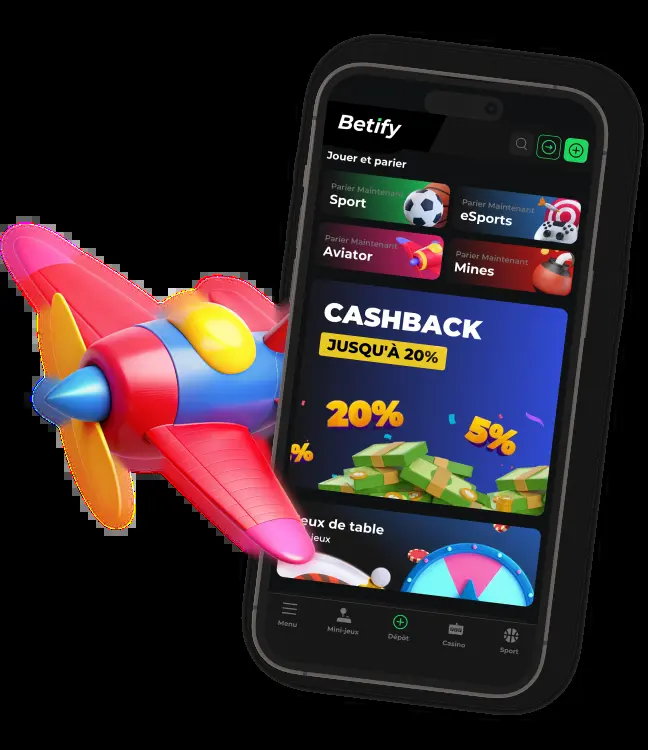 Betify
Jouer et parier
Parier Maintenant
Sport
Parier Maintenant
eSports
Parier Maintenant
Aviator
Parier Maintenant
Mines
CASHBACK
JUSQU'À 20%
20%
5%
%
eux de table
jeux
Menu
Mini-jeux
Dépôt
Casino
Sport